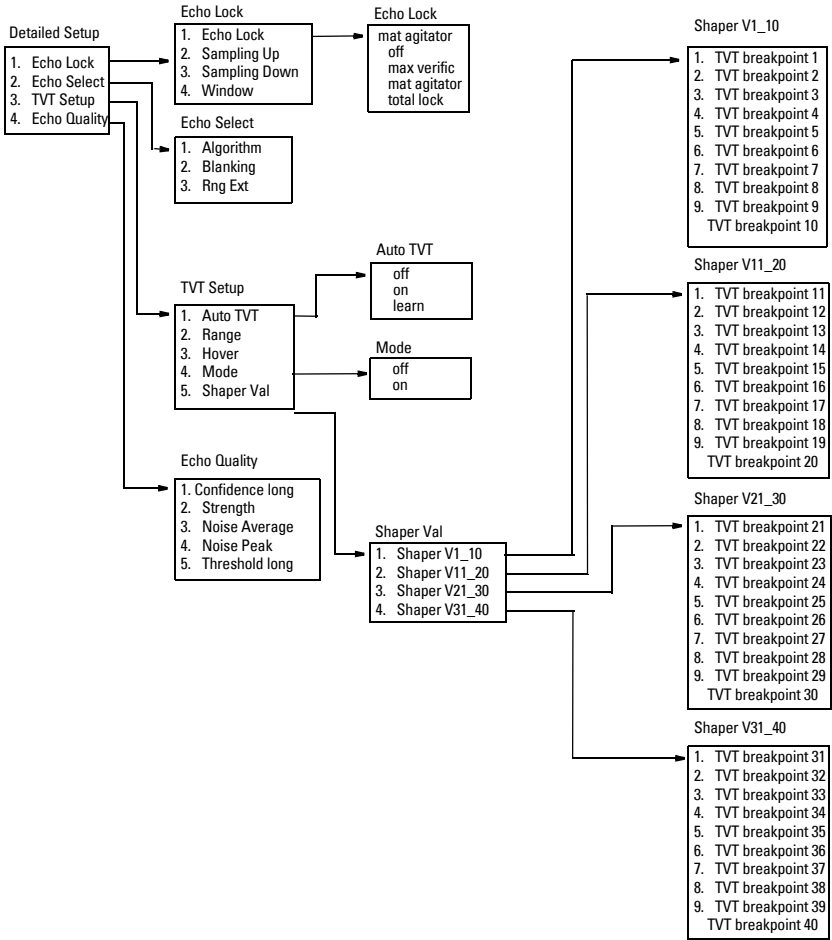 Detailed Setup
1. Echo Lock
2. Echo Select
3. TVT Setup
4. Echo Quality
Echo Lock
1. Echo Lock
2. Sampling Up
3. Sampling Down
4. Window
Echo Lock
mat agitator
off
max verific
mat agitator
total lock
Echo Select
1. Algorithm
2. Blanking
3. Rng Ext
TVT Setup
1. Auto TVT
2. Range
3. Hover
4. Mode
5. Shaper Val
Auto TVT
off
on
learn
Mode
off
on
Echo Quality
1. Confidence long
2. Strength
3. Noise Average
4. Noise Peak
5. Threshold long
Shaper Val
1. Shaper V1_10
2. Shaper V11_20
3. Shaper V21_30
4. Shaper V31_40
Shaper V1_10
1. TVT breakpoint 1
2. TVT breakpoint 2
3. TVT breakpoint 3
4. TVT breakpoint 4
5. TVT breakpoint 5
6. TVT breakpoint 6
7. TVT breakpoint 7
8. TVT breakpoint 8
9. TVT breakpoint 9
TVT breakpoint 10
Shaper V11_20
1. TVT breakpoint 11
2. TVT breakpoint 12
3. TVT breakpoint 13
4. TVT breakpoint 14
5. TVT breakpoint 15
6. TVT breakpoint 16
7. TVT breakpoint 17
8. TVT breakpoint 18
9. TVT breakpoint 19
TVT breakpoint 20
Shaper V21_30
1. TVT breakpoint 21
2. TVT breakpoint 22
3. TVT breakpoint 23
4. TVT breakpoint 24
5. TVT breakpoint 25
6. TVT breakpoint 26
7. TVT breakpoint 27
8. TVT breakpoint 28
9. TVT breakpoint 29
TVT breakpoint 30
Shaper V31_40
1. TVT breakpoint 31
2. TVT breakpoint 32
3. TVT breakpoint 33
4. TVT breakpoint 34
5. TVT breakpoint 35
6. TVT breakpoint 36
7. TVT breakpoint 37
8. TVT breakpoint 38
9. TVT breakpoint 39
TVT breakpoint 40